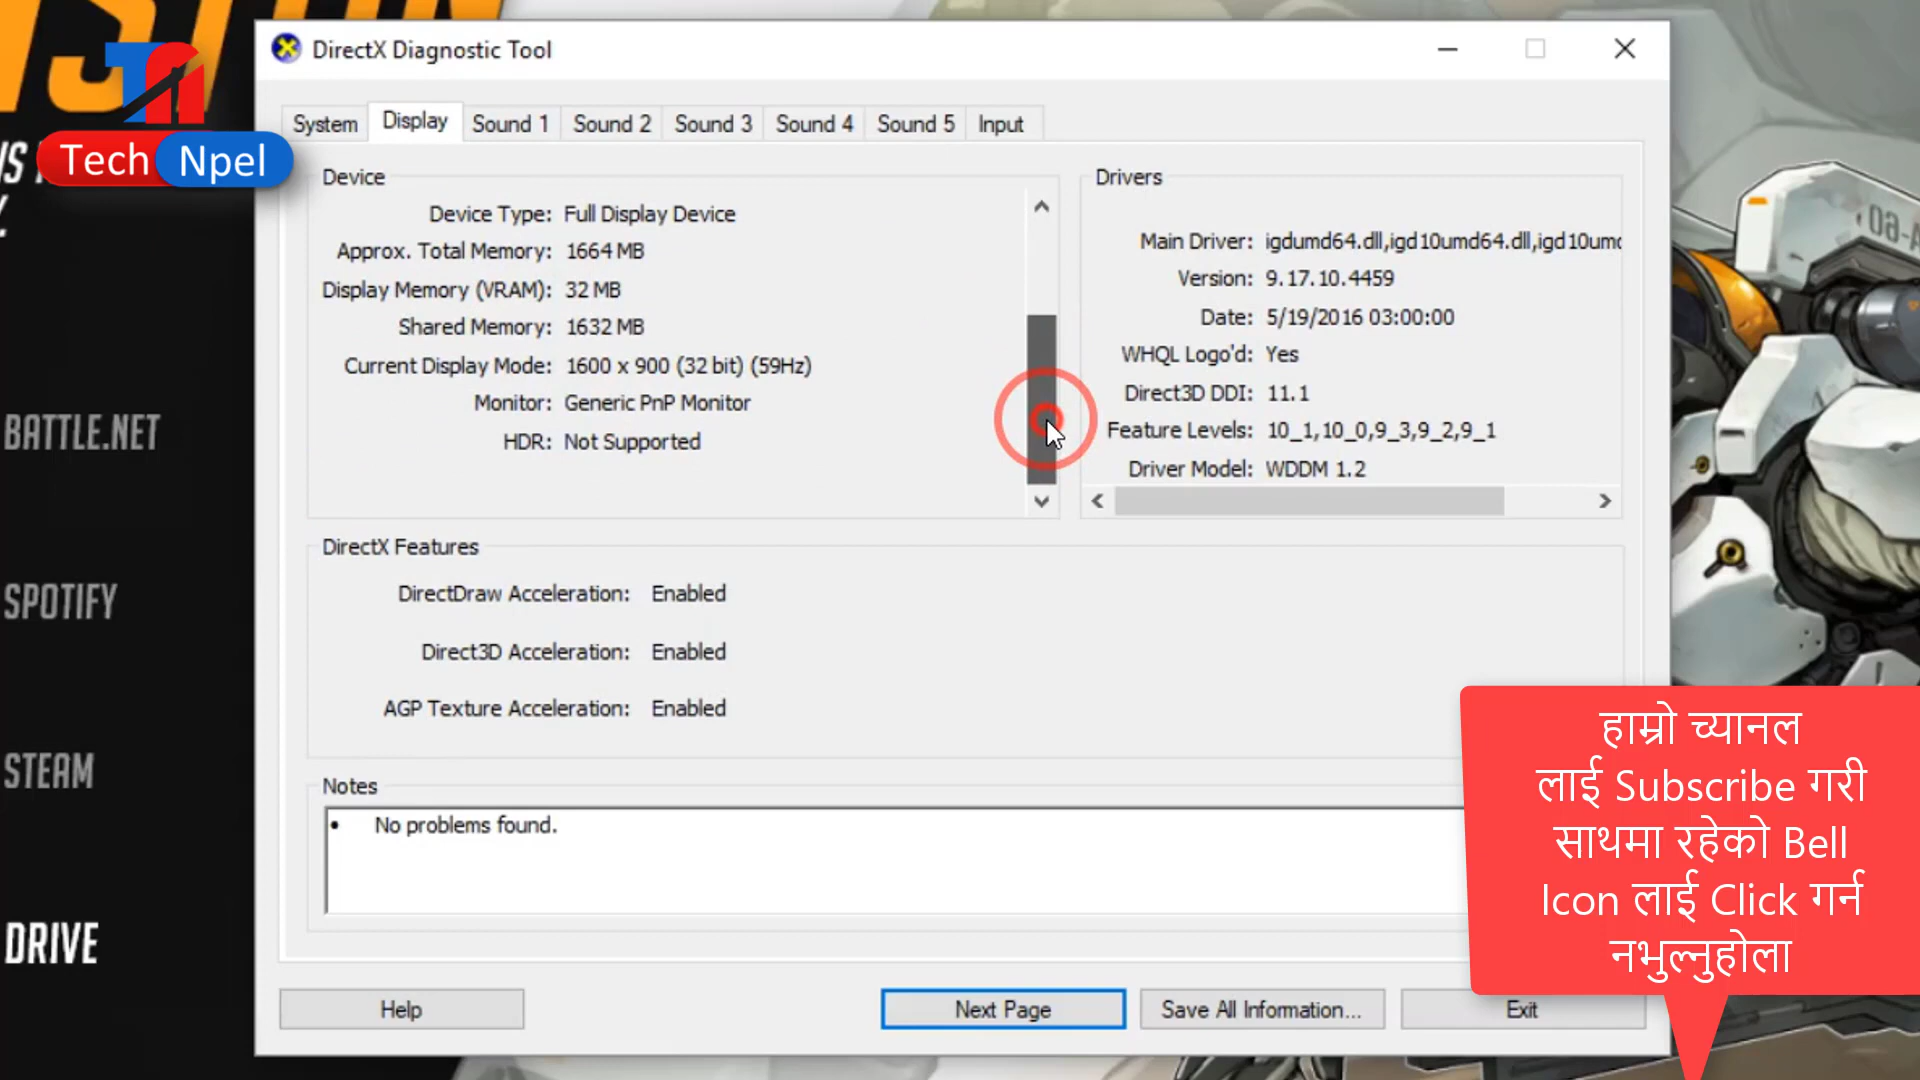 DirectX Diagnostic Tool
Tech Npel
System Display Sound 1 Sound 2 Sound 3 Sound 4 Sound 5 Input
Device
Device Type: Full Display Device
Approx. Total Memory: 1664 MB
Display Memory (VRAM): 32 MB
Shared Memory: 1632 MB
Current Display Mode: 1600 x 900 (32 bit) (59Hz)
Monitor: Generic PnP Monitor
HDR: Not Supported
Drivers
Main Driver: igdumd64.dll,igd10umd64.dll,igd10umd
Version: 9.17.10.4459
Date: 5/19/2016 03:00:00
WHQL Logo'd: Yes
Direct3D DDI: 11.1
Feature Levels: 10_1,10_0,9_3,9_2,9_1
Driver Model: WDDM 1.2
DirectX Features
DirectDraw Acceleration: Enabled
Direct3D Acceleration: Enabled
AGP Texture Acceleration: Enabled
Notes
• No problems found.
Help
Next Page
Save All Information...
Exit
BATTLE.NET
SPOTIFY
STEAM
DRIVE
हाम्रो च्यानल
लाई Subscribe गरी
साथमा रहेको Bell
Icon लाई Click गर्न
नभुल्नुहोला